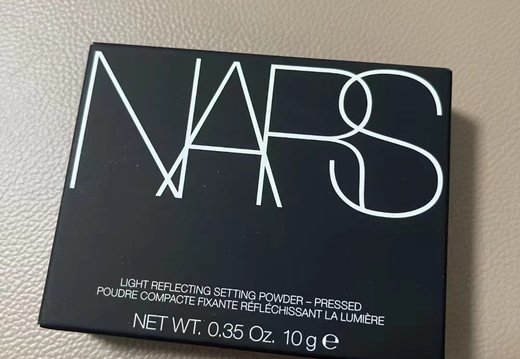 NARS
LIGHT REFLECTING SETTING POWDER – PRESSED
POUDRE COMPACTE FIXANTE RÉFLÉCHISSANT LA LUMIÈRE
NET WT. 0.35 Oz. 10 g ℮